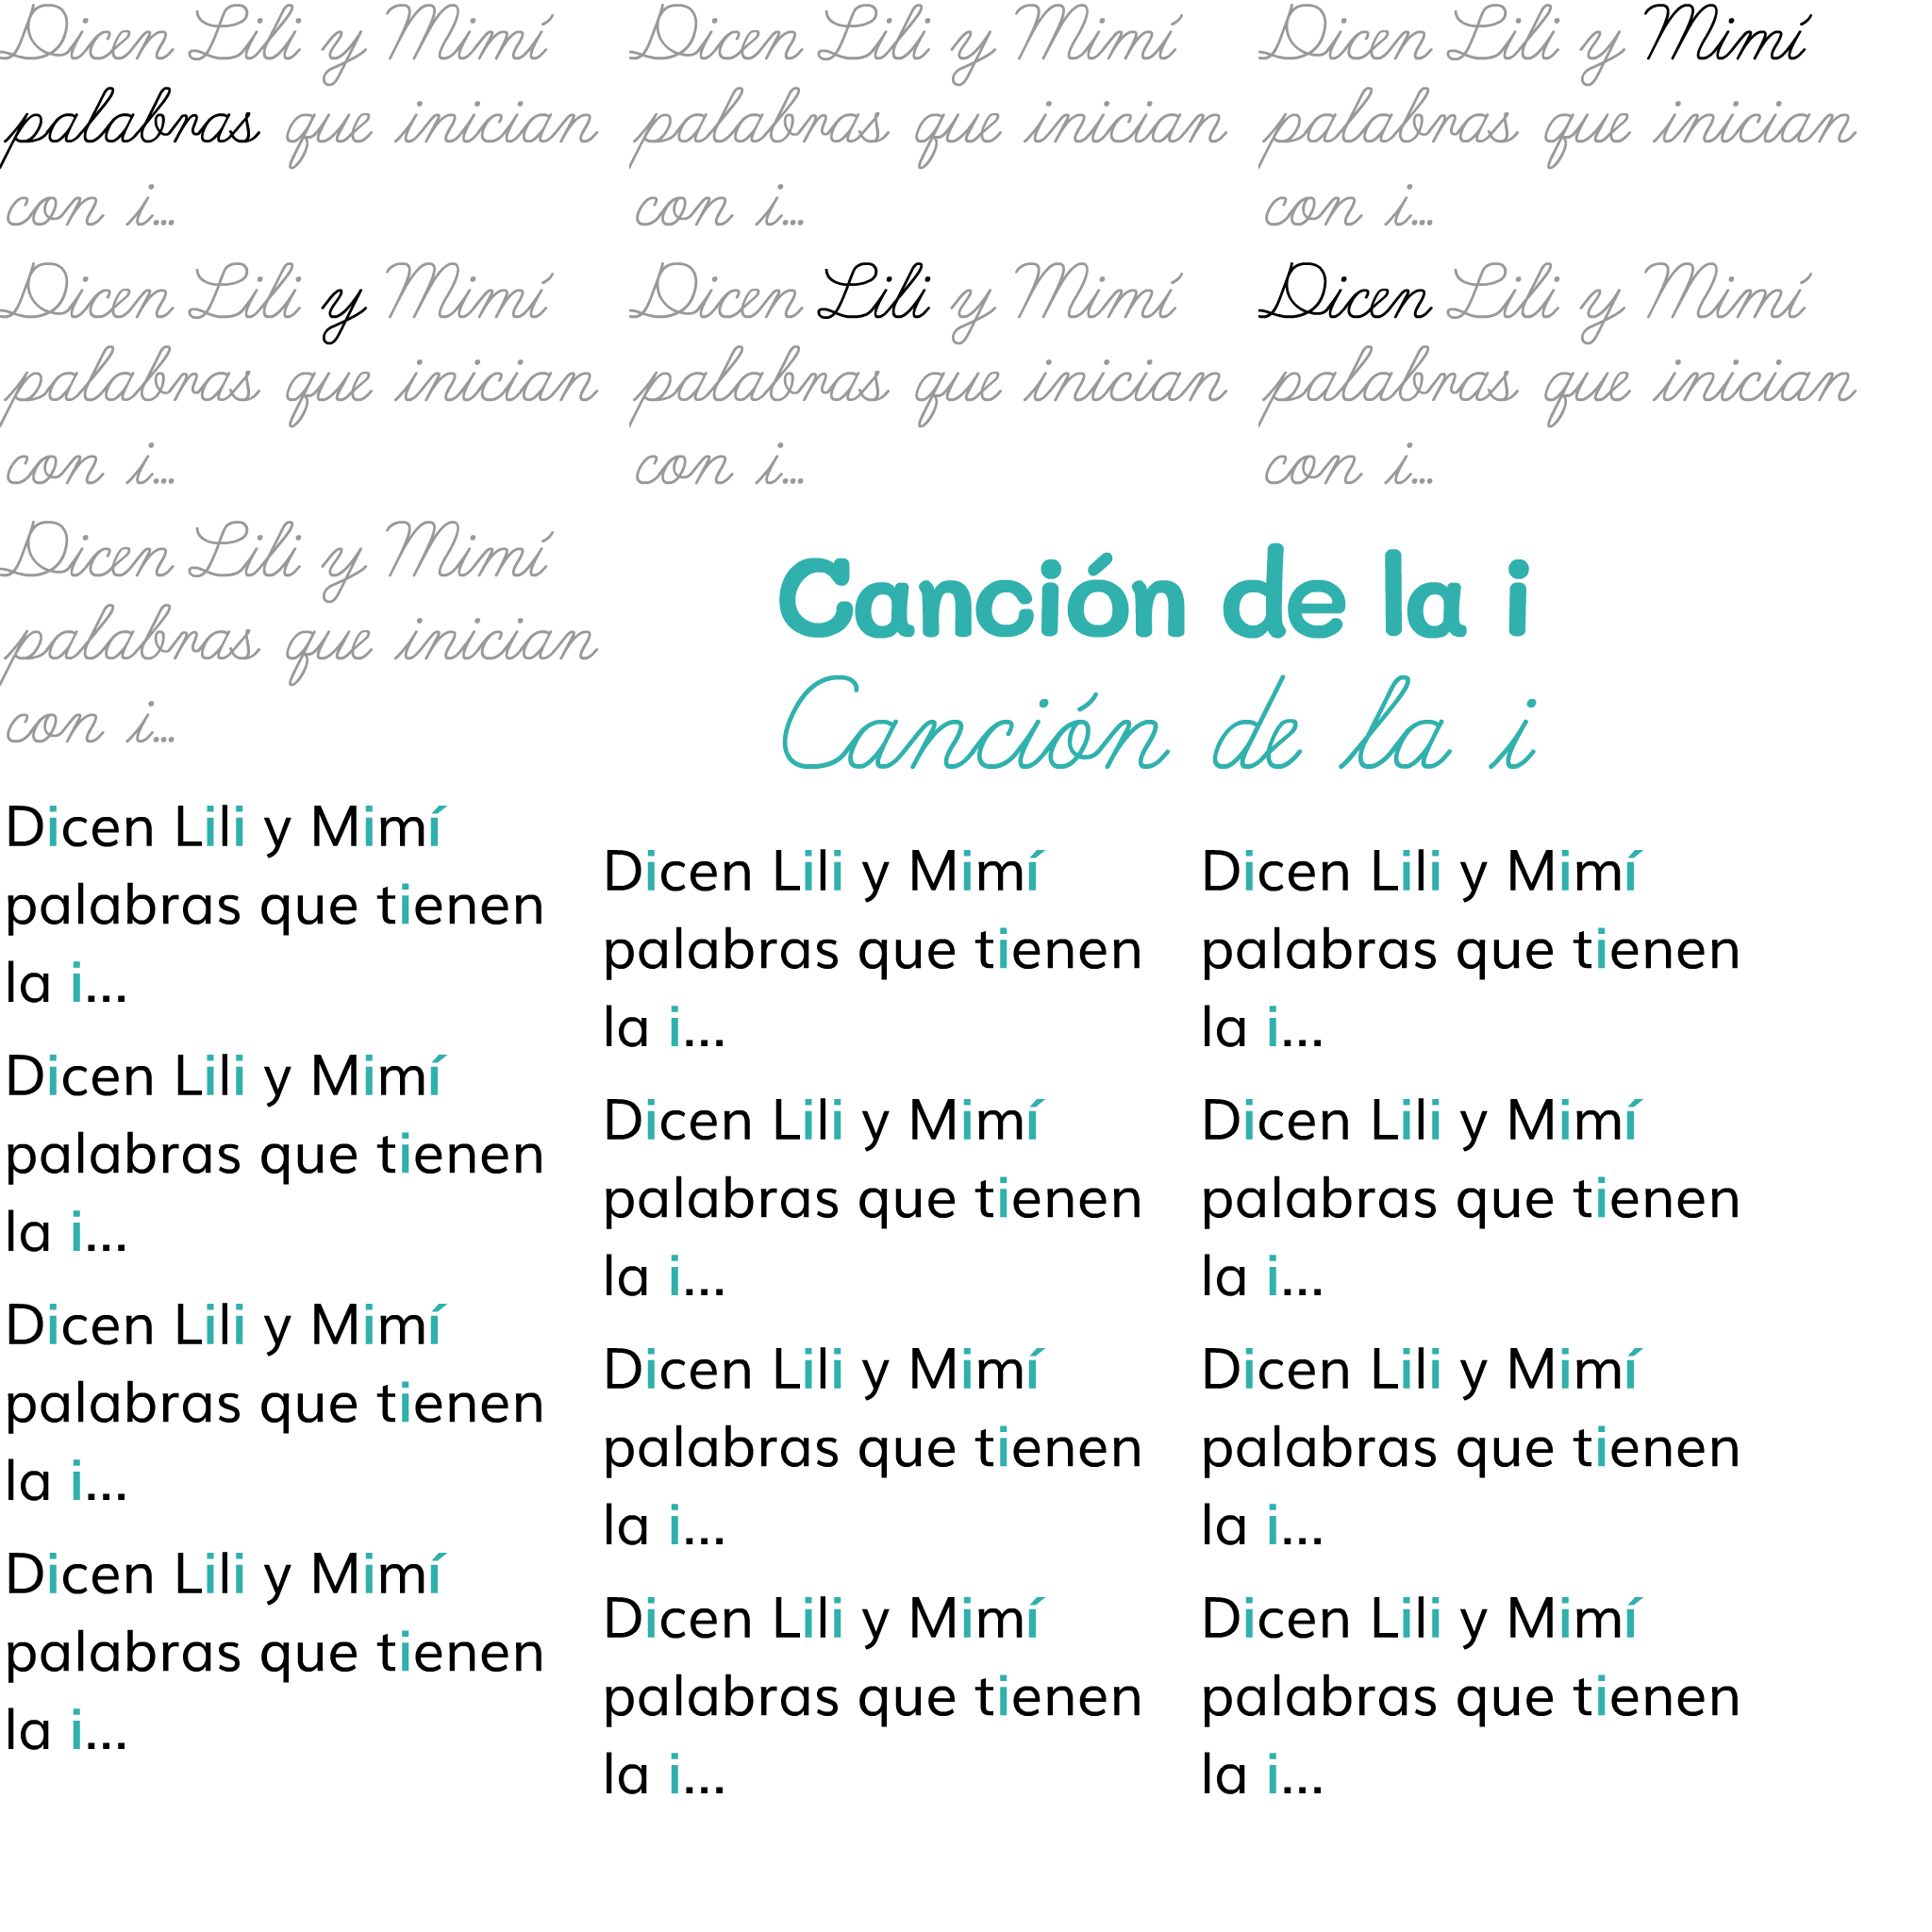 Dicen Lili y Mimí
palabras que inician
con i...
Dicen Lili y Mimí
palabras que inician
con i...
Dicen Lili y Mimí
palabras que inician
con i...
Dicen Lili y Mimí
palabras que inician
con i...
Dicen Lili y Mimí
palabras que inician
con i...
Dicen Lili y Mimí
palabras que inician
con i...
Dicen Lili y Mimí
palabras que inician
con i...
Canción de la i
Canción de la i
Dicen Lili y Mimí
palabras que tienen
la i...
Dicen Lili y Mimí
palabras que tienen
la i...
Dicen Lili y Mimí
palabras que tienen
la i...
Dicen Lili y Mimí
palabras que tienen
la i...
Dicen Lili y Mimí
palabras que tienen
la i...
Dicen Lili y Mimí
palabras que tienen
la i...
Dicen Lili y Mimí
palabras que tienen
la i...
Dicen Lili y Mimí
palabras que tienen
la i...
Dicen Lili y Mimí
palabras que tienen
la i...
Dicen Lili y Mimí
palabras que tienen
la i...
Dicen Lili y Mimí
palabras que tienen
la i...
Dicen Lili y Mimí
palabras que tienen
la i...